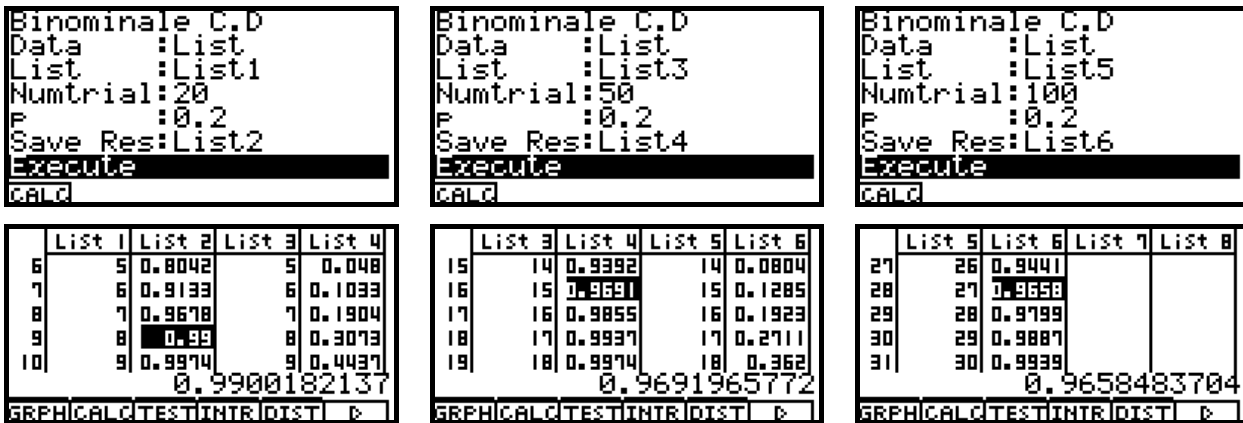 Binominale C.D
Data :List
List :List1
Numtrial:20
p :0.2
Save Res:List2
Execute
CALC
Binominale C.D
Data :List
List :List3
Numtrial:50
p :0.2
Save Res:List4
Execute
CALC
Binominale C.D
Data :List
List :List5
Numtrial:100
p :0.2
Save Res:List6
Execute
CALC
List 1 List 2 List 3 List 4
6 5 0.8042 5 0.048
7 6 0.9133 6 0.1033
8 7 0.9678 7 0.1904
9 8 0.99 8 0.3073
10 9 0.9974 9 0.4437
0.9900182137
GRPH CALC TEST INTR DIST ▷
List 3 List 4 List 5 List 6
15 14 0.9392 14 0.0804
16 15 0.9691 15 0.1285
17 16 0.9855 16 0.1923
18 17 0.9937 17 0.2711
19 18 0.9974 18 0.362
0.9691965772
GRPH CALC TEST INTR DIST ▷
List 5 List 6 List 7 List 8
27 26 0.9441
28 27 0.9658
29 28 0.9799
30 29 0.9887
31 30 0.9939
0.9658483704
GRPH CALC TEST INTR DIST ▷